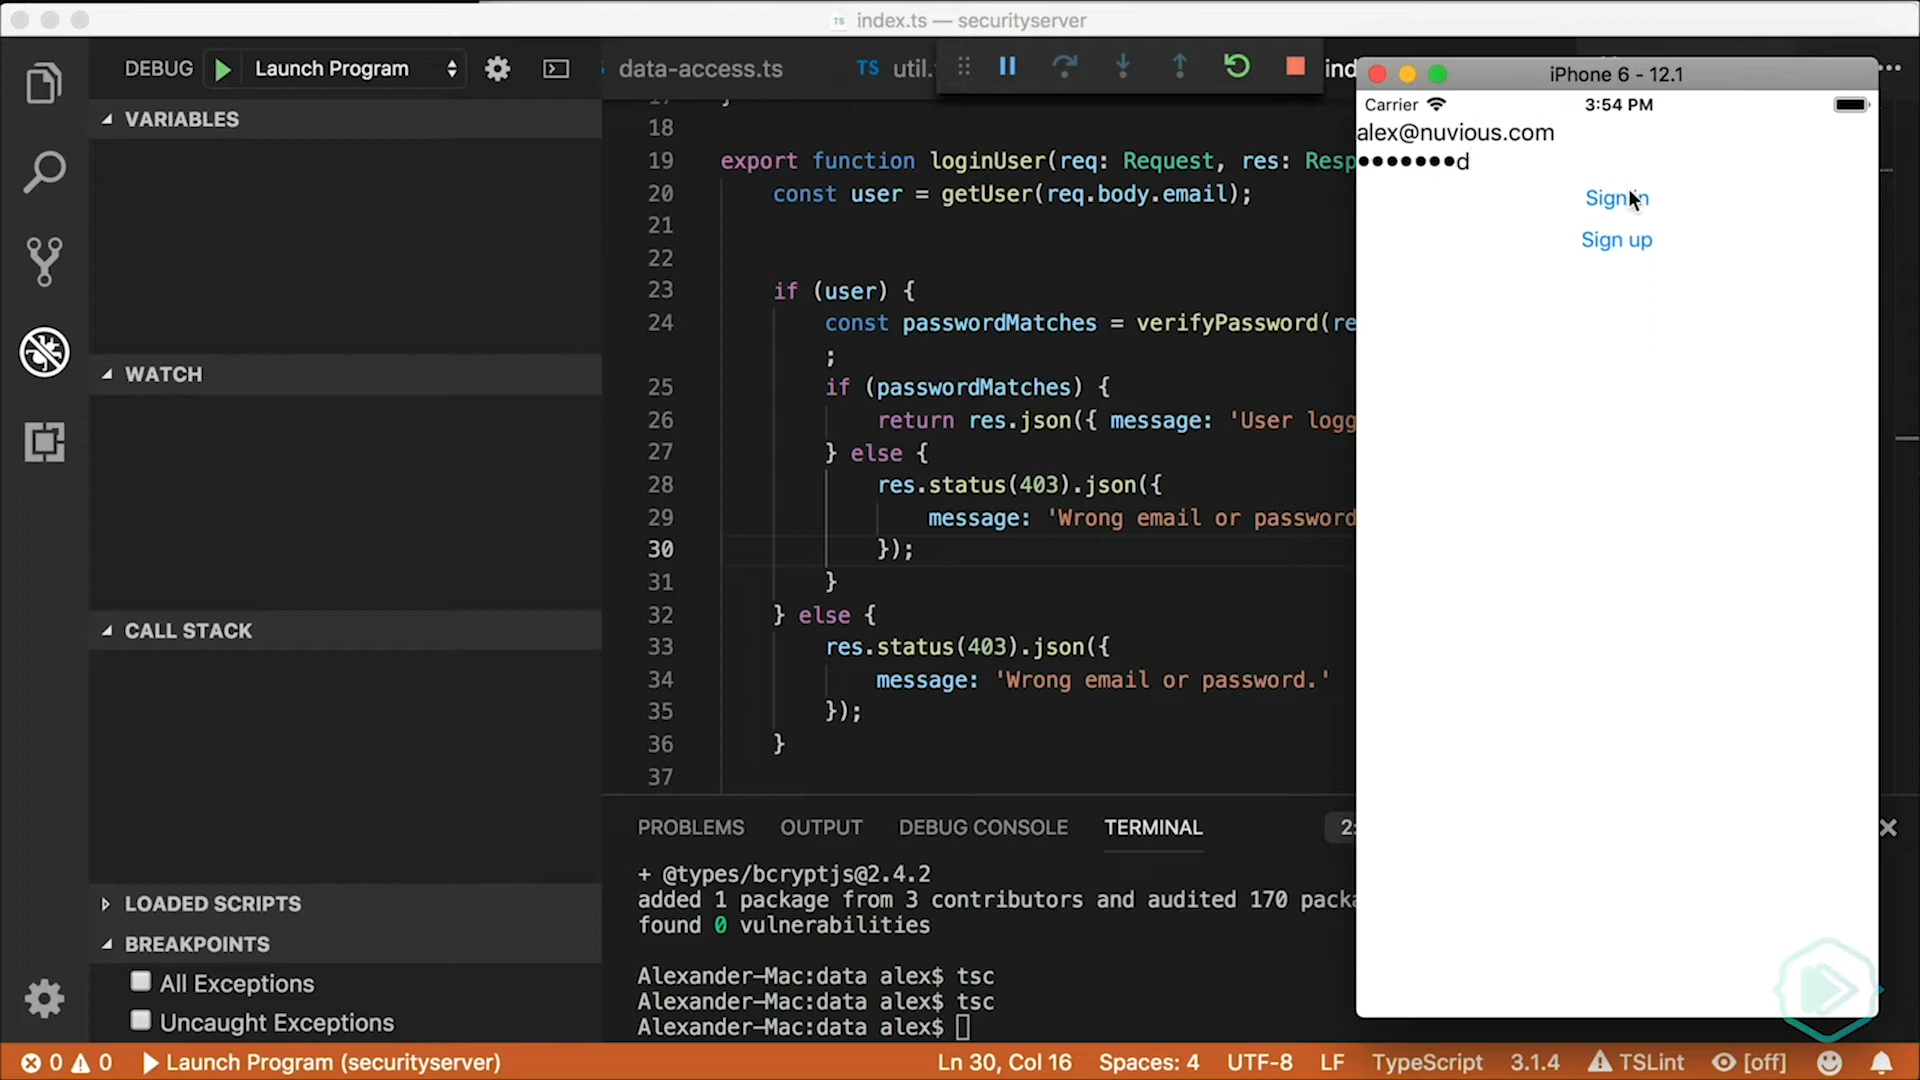 TS index.ts — securityserver
DEBUG Launch Program
data-access.ts TS util.
iPhone 6 - 12.1
Carrier 3:54 PM
alex@nuvious.com
•••••••d
Sign in
Sign up
VARIABLES
WATCH
CALL STACK
LOADED SCRIPTS
BREAKPOINTS
All Exceptions
Uncaught Exceptions
18
19 export function loginUser(req: Request, res: Resp
20 const user = getUser(req.body.email);
21
22
23 if (user) {
24 const passwordMatches = verifyPassword(re
;
25 if (passwordMatches) {
26 return res.json({ message: 'User logg
27 } else {
28 res.status(403).json({
29 message: 'Wrong email or password
30 });
31 }
32 } else {
33 res.status(403).json({
34 message: 'Wrong email or password.'
35 });
36 }
37
PROBLEMS OUTPUT DEBUG CONSOLE TERMINAL 2:
+ @types/bcryptjs@2.4.2
added 1 package from 3 contributors and audited 170 packa
found 0 vulnerabilities
Alexander-Mac:data alex$ tsc
Alexander-Mac:data alex$ tsc
Alexander-Mac:data alex$
0 0 Launch Program (securityserver) Ln 30, Col 16 Spaces: 4 UTF-8 LF TypeScript 3.1.4 TSLint [off]